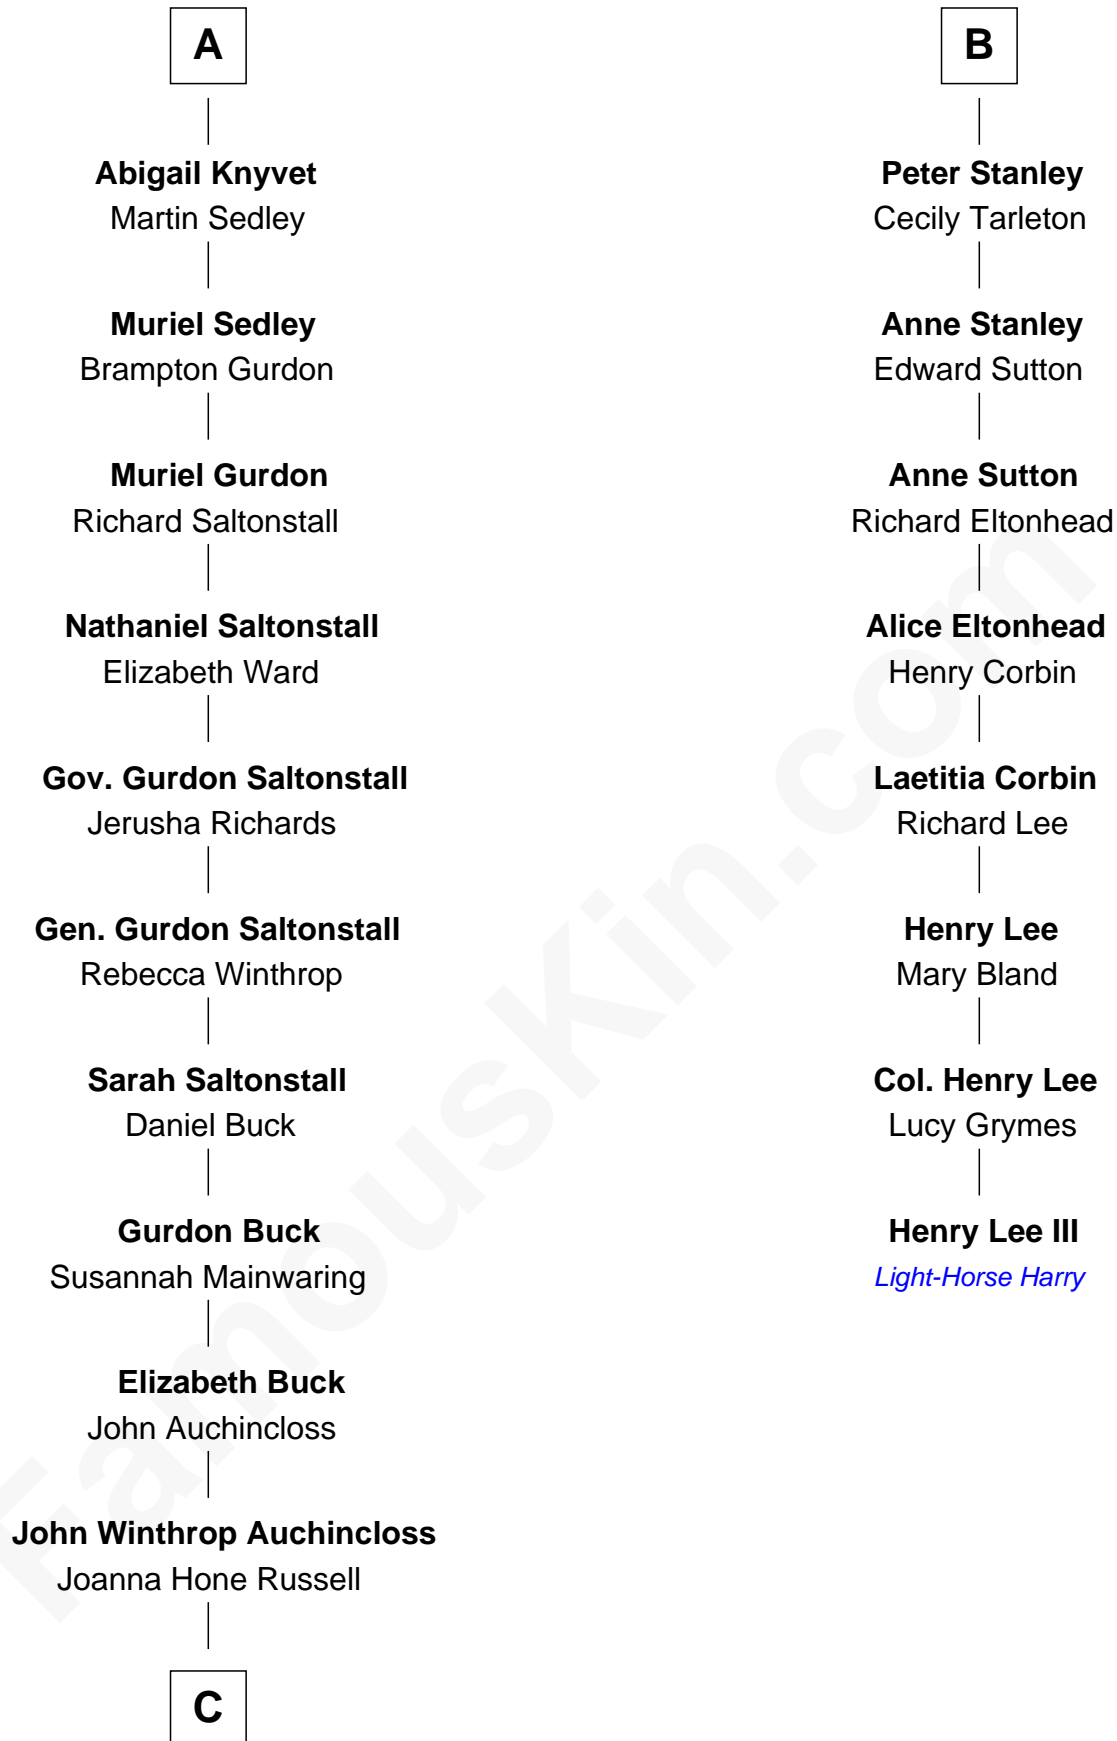 A
Abigail Knyvet
Martin Sedley
Muriel Sedley
Brampton Gurdon
Muriel Gurdon
Richard Saltonstall
Nathaniel Saltonstall
Elizabeth Ward
Gov. Gurdon Saltonstall
Jerusha Richards
Gen. Gurdon Saltonstall
Rebecca Winthrop
Sarah Saltonstall
Daniel Buck
Gurdon Buck
Susannah Mainwaring
Elizabeth Buck
John Auchincloss
John Winthrop Auchincloss
Joanna Hone Russell
C
B
Peter Stanley
Cecily Tarleton
Anne Stanley
Edward Sutton
Anne Sutton
Richard Eltonhead
Alice Eltonhead
Henry Corbin
Laetitia Corbin
Richard Lee
Henry Lee
Mary Bland
Col. Henry Lee
Lucy Grymes
Henry Lee III
Light-Horse Harry
FamousKin.com